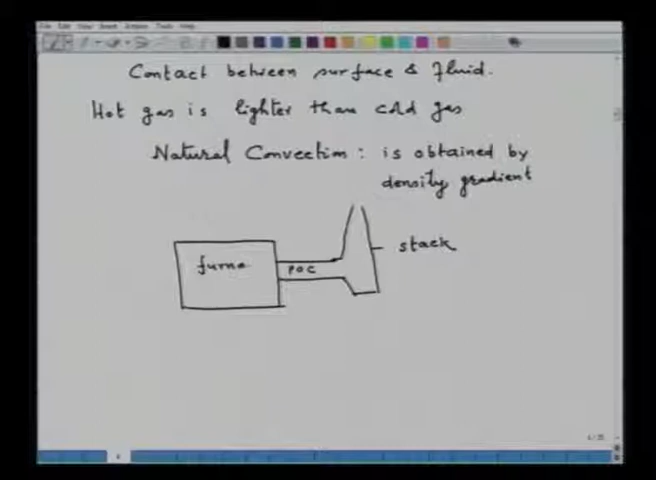 Contact between surface & fluid.
Hot gas is lighter than cold gas
Natural Convection : is obtained by
density gradient
furna
POC
stack